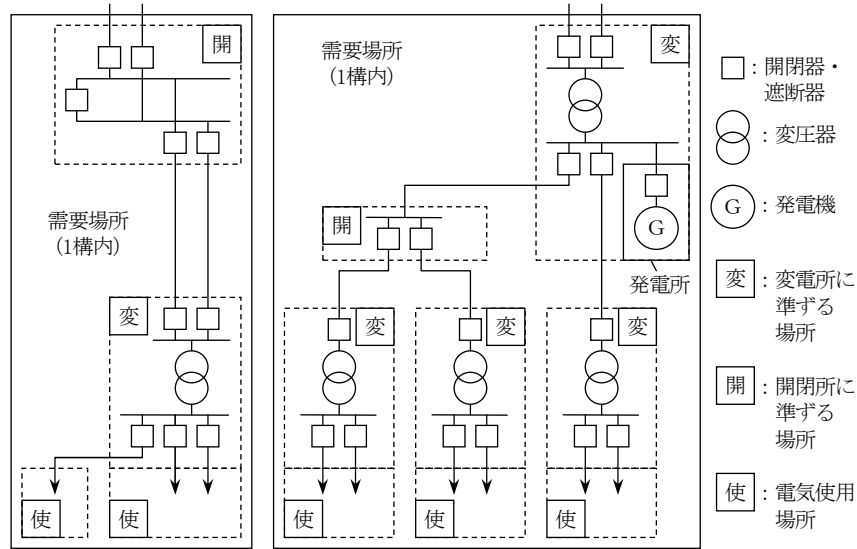 開
需要場所
（1構内）
変
使
使
需要場所
（1構内）
変
G
発電所
開
変
変
変
使
使
使
：開閉器・
遮断器
：変圧器
G
：発電機
変
：変電所に
準ずる
場所
開
：開閉所に
準ずる
場所
使
：電気使用
場所